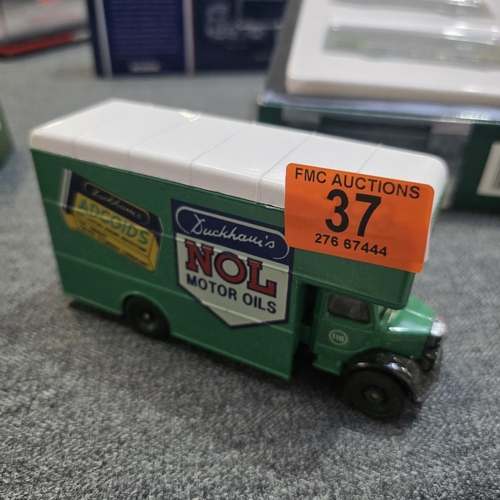 FMC AUCTIONS
37
276 67444
Duckham's
ADCOIDS
Duckham's
NOL
MOTOR OILS